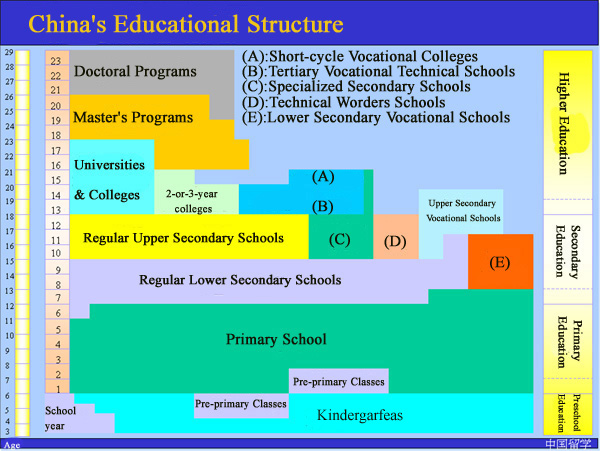 China's Educational Structure
(A):Short-cycle Vocational Colleges
(B):Tertiary Vocational Technical Schools
(C):Specialized Secondary Schools
(D):Technical Worders Schools
(E):Lower Secondary Vocational Schools
29
28
27
26
25
24
23
22
21
20
19
18
17
16
15
14
13
12
11
10
9
8
7
6
5
4
3
23
22
21
20
19
18
17
16
15
14
13
12
11
10
9
8
7
6
5
4
3
2
1
Doctoral Programs
Master's Programs
Universities
& Colleges
2-or-3-year
colleges
(A)
(B)
Upper Secondary
Vocational Schools
Regular Upper Secondary Schools
(C)
(D)
(E)
Regular Lower Secondary Schools
Primary School
Pre-primary Classes
Pre-primary Classes
Kindergarfeas
School
year
Higher Education
Secondary
Education
Primary
Education
Preschool
Education
Age
中国留学